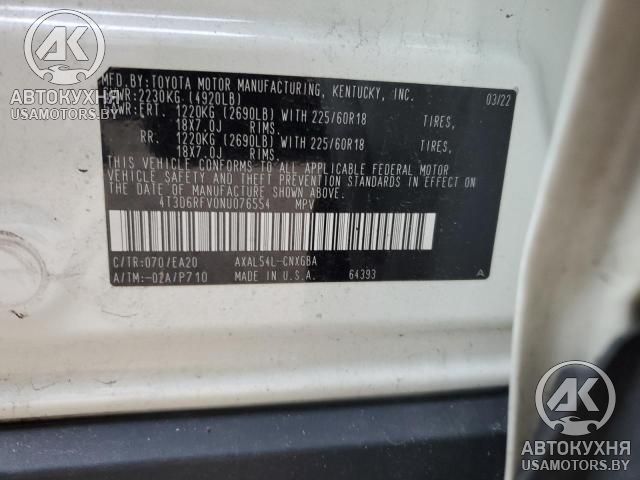 MFD.BY:TOYOTA MOTOR MANUFACTURING, KENTUCKY, INC. 03/22
GVWR:2230KG (4920LB)
GAWR:FRT. 1220KG (2690LB) WITH 225/60R18 TIRES,
18X7.0J RIMS.
RR. 1220KG (2690LB) WITH 225/60R18 TIRES,
18X7.0J RIMS.
THIS VEHICLE CONFORMS TO ALL APPLICABLE FEDERAL MOTOR
VEHICLE SAFETY AND THEFT PREVENTION STANDARDS IN EFFECT
ON THE DATE OF MANUFACTURE SHOWN ABOVE.
4T3D6RFV0NU076554 MPV
C/TR:070/EA20 AXAL54L-CNXGBA
A/TM:-02A/P710 MADE IN U.S.A. 64393 A
АК
АВТОКУХНЯ
USAMOTORS.BY
АК
АВТОКУХНЯ
USAMOTORS.BY